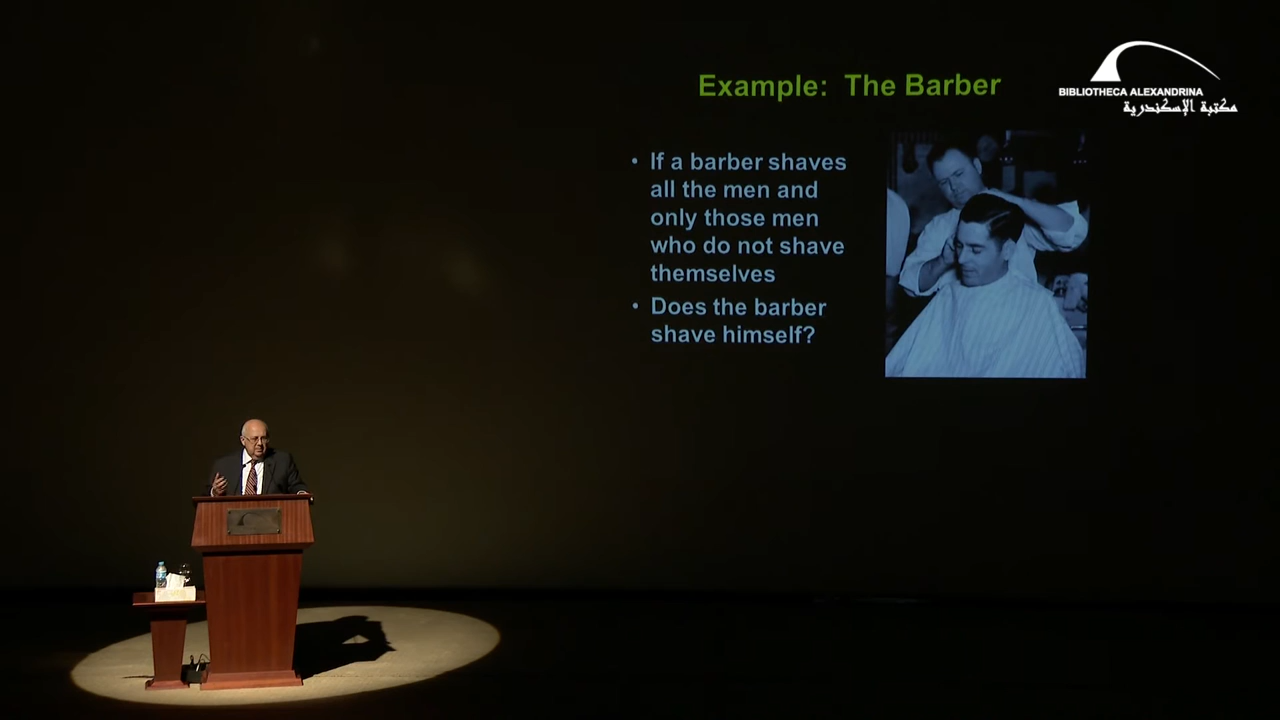 Example: The Barber
BIBLIOTHECA ALEXANDRINA
مكتبة الإسكندرية
• If a barber shaves
all the men and
only those men
who do not shave
themselves
• Does the barber
shave himself?